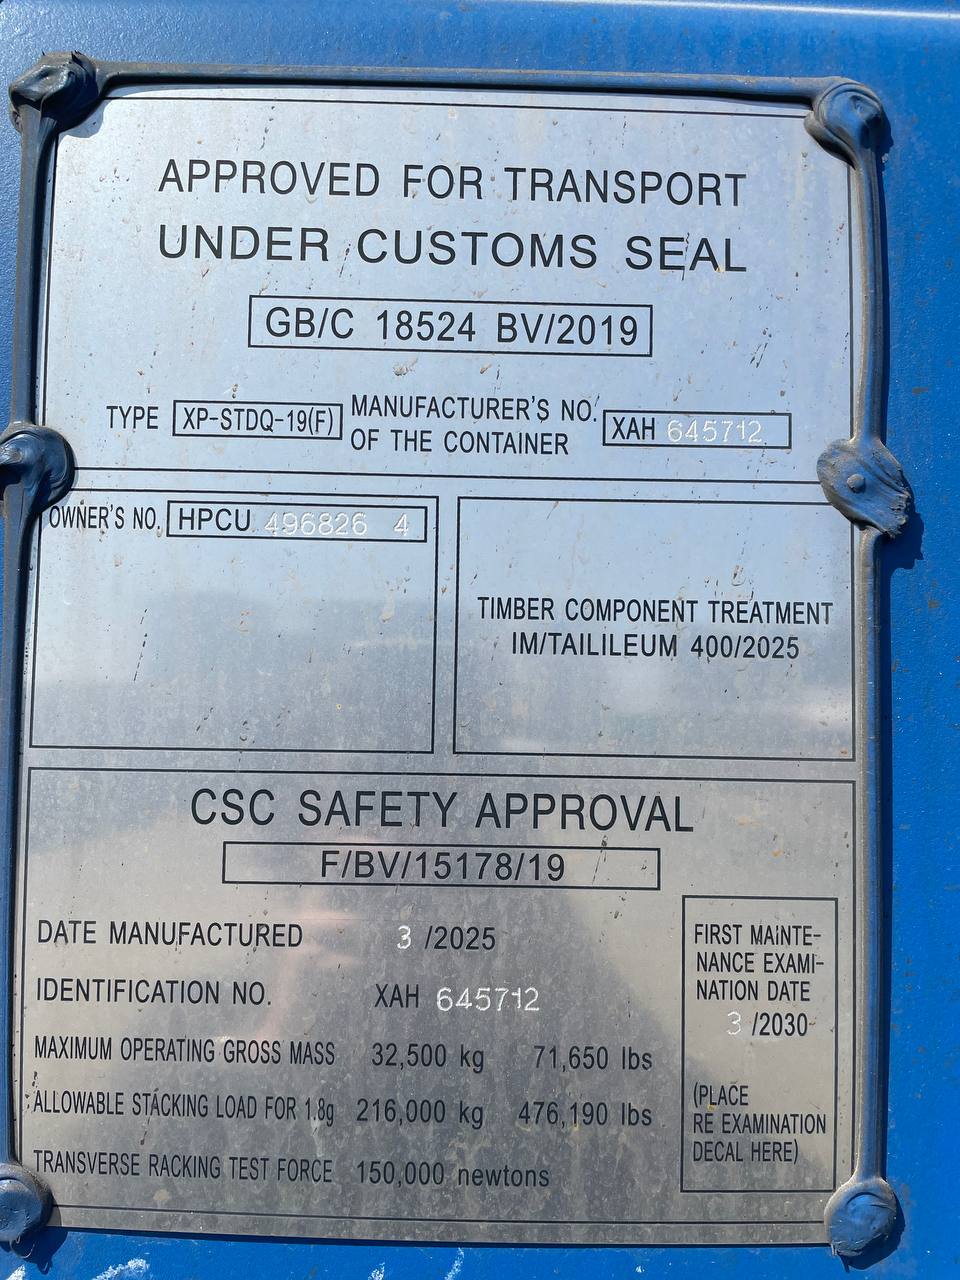 APPROVED FOR TRANSPORT
UNDER CUSTOMS SEAL
GB/C 18524 BV/2019
TYPE XP-STDQ-19(F) MANUFACTURER'S NO. OF THE CONTAINER XAH 645712
OWNER'S NO. HPCU 496826 4
TIMBER COMPONENT TREATMENT
IM/TAILILEUM 400/2025
CSC SAFETY APPROVAL
F/BV/15178/19
DATE MANUFACTURED 3 /2025
IDENTIFICATION NO. XAH 645712
MAXIMUM OPERATING GROSS MASS 32,500 kg 71,650 lbs
ALLOWABLE STACKING LOAD FOR 1.8g 216,000 kg 476,190 lbs
TRANSVERSE RACKING TEST FORCE 150,000 newtons
FIRST MAINTE-
NANCE EXAMI-
NATION DATE
3 /2030
(PLACE
RE EXAMINATION
DECAL HERE)